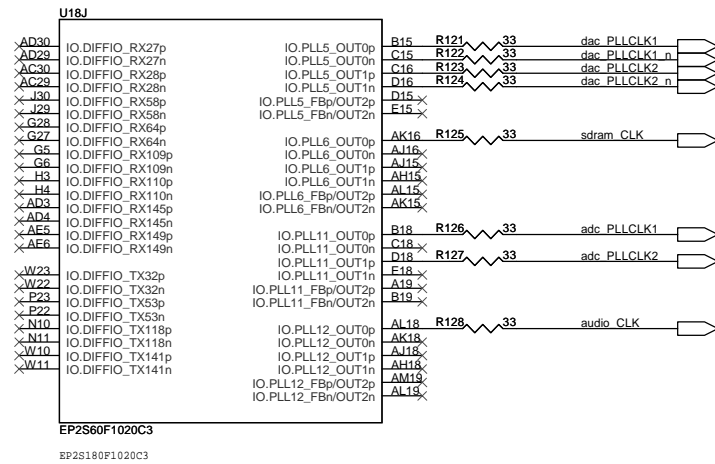 U18J
AD30 IO.DIFFIO_RX27p
AD29 IO.DIFFIO_RX27n
AC30 IO.DIFFIO_RX28p
AC29 IO.DIFFIO_RX28n
J30 IO.DIFFIO_RX58p
J29 IO.DIFFIO_RX58n
G28 IO.DIFFIO_RX64p
G27 IO.DIFFIO_RX64n
G5 IO.DIFFIO_RX109p
G6 IO.DIFFIO_RX109n
H3 IO.DIFFIO_RX110p
H4 IO.DIFFIO_RX110n
AD3 IO.DIFFIO_RX145p
AD4 IO.DIFFIO_RX145n
AE5 IO.DIFFIO_RX149p
AE6 IO.DIFFIO_RX149n
W23 IO.DIFFIO_TX32p
W22 IO.DIFFIO_TX32n
P23 IO.DIFFIO_TX53p
P22 IO.DIFFIO_TX53n
N10 IO.DIFFIO_TX118p
N11 IO.DIFFIO_TX118n
W10 IO.DIFFIO_TX141p
W11 IO.DIFFIO_TX141n
IO.PLL5_OUT0p B15 R121 33 dac_PLLCLK1
IO.PLL5_OUT0n C15 R122 33 dac_PLLCLK1_n
IO.PLL5_OUT1p C16 R123 33 dac_PLLCLK2
IO.PLL5_OUT1n D16 R124 33 dac_PLLCLK2_n
IO.PLL5_FBp/OUT2p D15
IO.PLL5_FBn/OUT2n E15
IO.PLL6_OUT0p AK16 R125 33 sdram_CLK
IO.PLL6_OUT0n AJ16
IO.PLL6_OUT1p AJ15
IO.PLL6_OUT1n AH15
IO.PLL6_FBp/OUT2p AL15
IO.PLL6_FBn/OUT2n AK15
IO.PLL11_OUT0p B18 R126 33 adc_PLLCLK1
IO.PLL11_OUT0n C18
IO.PLL11_OUT1p D18 R127 33 adc_PLLCLK2
IO.PLL11_OUT1n E18
IO.PLL11_FBp/OUT2p A19
IO.PLL11_FBn/OUT2n B19
IO.PLL12_OUT0p AL18 R128 33 audio_CLK
IO.PLL12_OUT0n AK18
IO.PLL12_OUT1p AJ18
IO.PLL12_OUT1n AH18
IO.PLL12_FBp/OUT2p AM19
IO.PLL12_FBn/OUT2n AL19
EP2S60F1020C3
EP2S180F1020C3